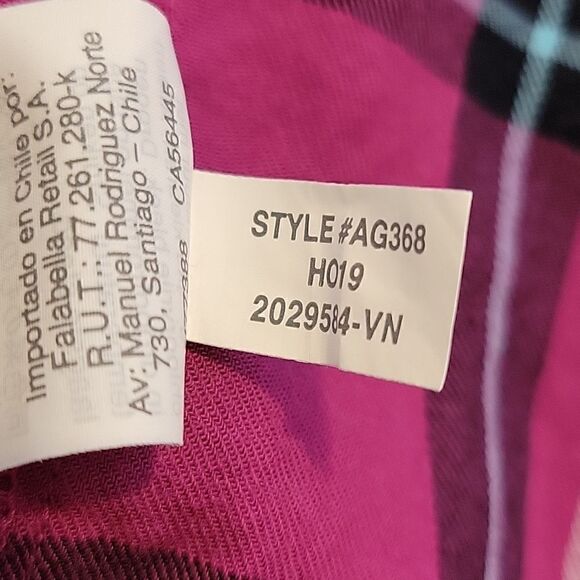 Importado en Chile por:
Falabella Retail S.A.
R.U.T.: 77.261.280-K
Av: Manuel Rodriguez Norte
730, Santiago – Chile
CA56445
STYLE #AG368
H019
2029584-VN